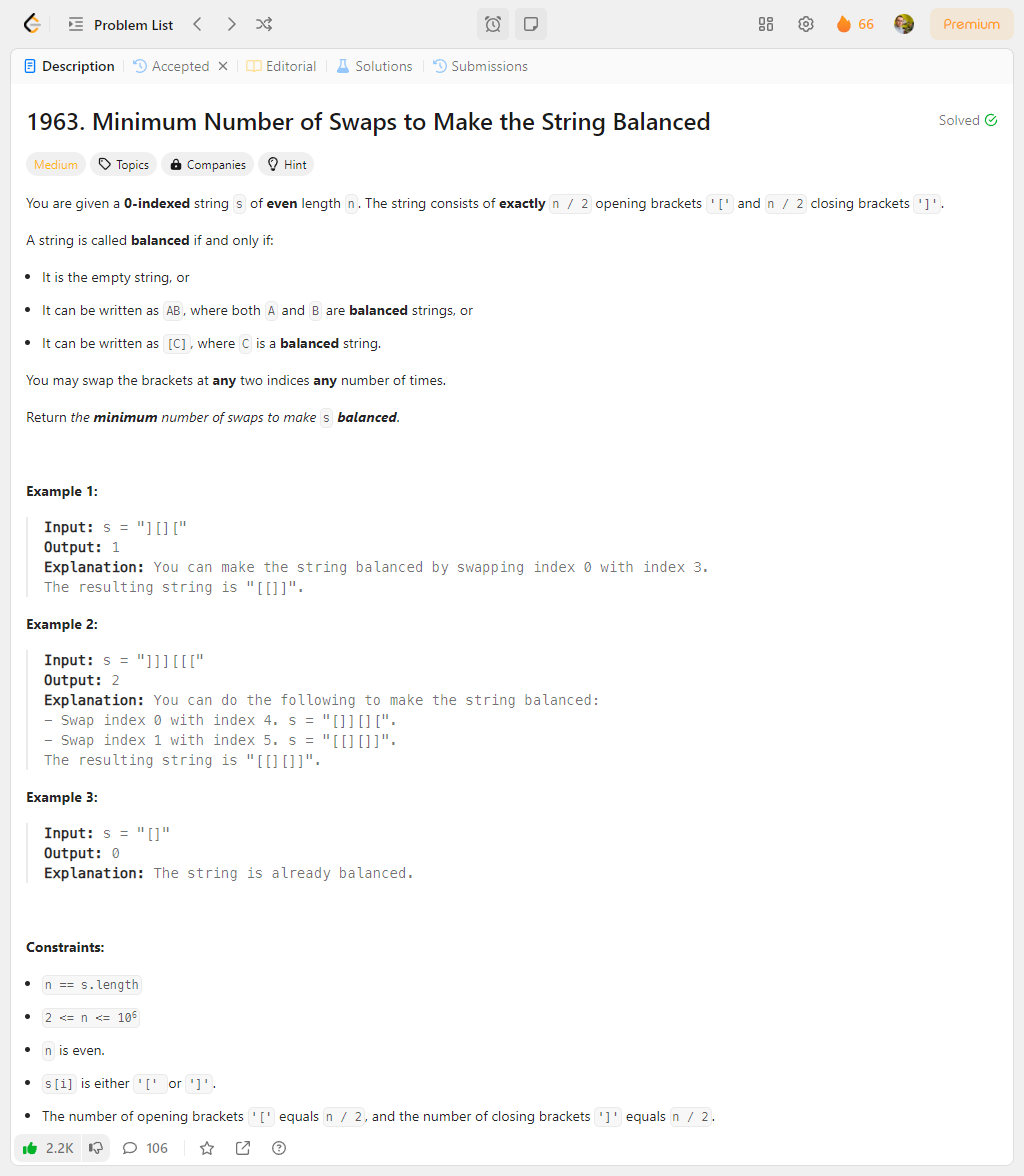 Problem List
66
Premium
Description
Accepted
Editorial
Solutions
Submissions
1963. Minimum Number of Swaps to Make the String Balanced
Solved
Medium
Topics
Companies
Hint
You are given a 0-indexed string s of even length n. The string consists of exactly n / 2 opening brackets '[' and n / 2 closing brackets ']'.
A string is called balanced if and only if:
• It is the empty string, or
• It can be written as AB, where both A and B are balanced strings, or
• It can be written as [C], where C is a balanced string.
You may swap the brackets at any two indices any number of times.
Return the minimum number of swaps to make s balanced.
Example 1:
Input: s = "][]["
Output: 1
Explanation: You can make the string balanced by swapping index 0 with index 3.
The resulting string is "[[]]".
Example 2:
Input: s = "]]][[["
Output: 2
Explanation: You can do the following to make the string balanced:
- Swap index 0 with index 4. s = "[]][][".
- Swap index 1 with index 5. s = "[[][]]".
The resulting string is "[[][]]".
Example 3:
Input: s = "[]"
Output: 0
Explanation: The string is already balanced.
Constraints:
• n == s.length
• 2 <= n <= 10⁶
• n is even.
• s[i] is either '[' or ']'.
• The number of opening brackets '[' equals n / 2, and the number of closing brackets ']' equals n / 2.
2.2K
106